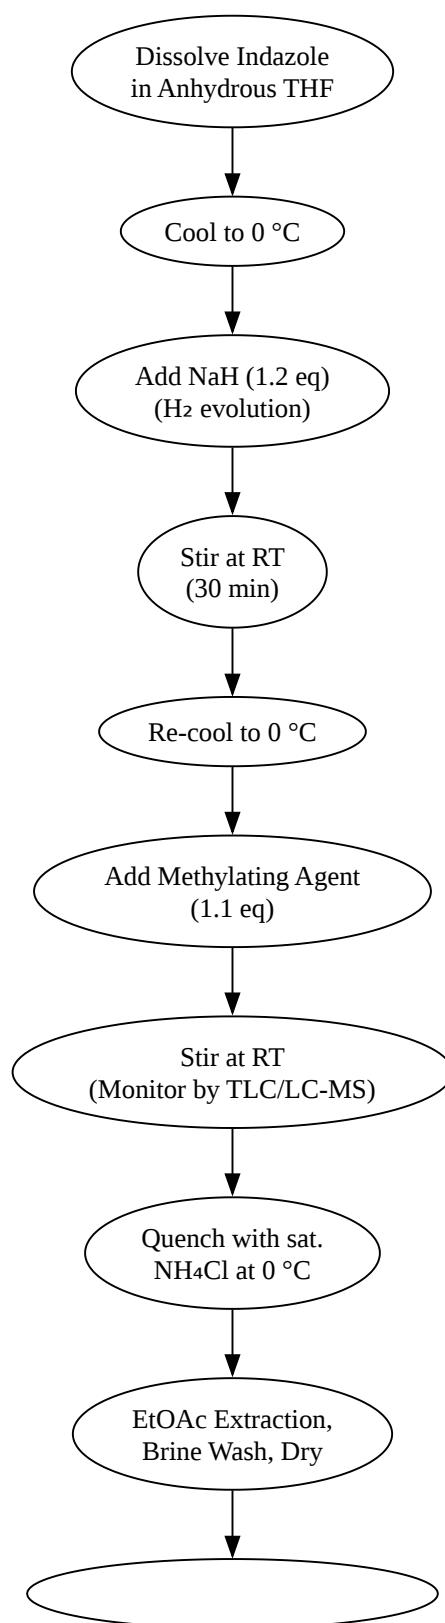 Dissolve Indazole
in Anhydrous THF
Cool to 0 °C
Add NaH (1.2 eq)
(H₂ evolution)
Stir at RT
(30 min)
Re-cool to 0 °C
Add Methylating Agent
(1.1 eq)
Stir at RT
(Monitor by TLC/LC-MS)
Quench with sat.
NH₄Cl at 0 °C
EtOAc Extraction,
Brine Wash, Dry